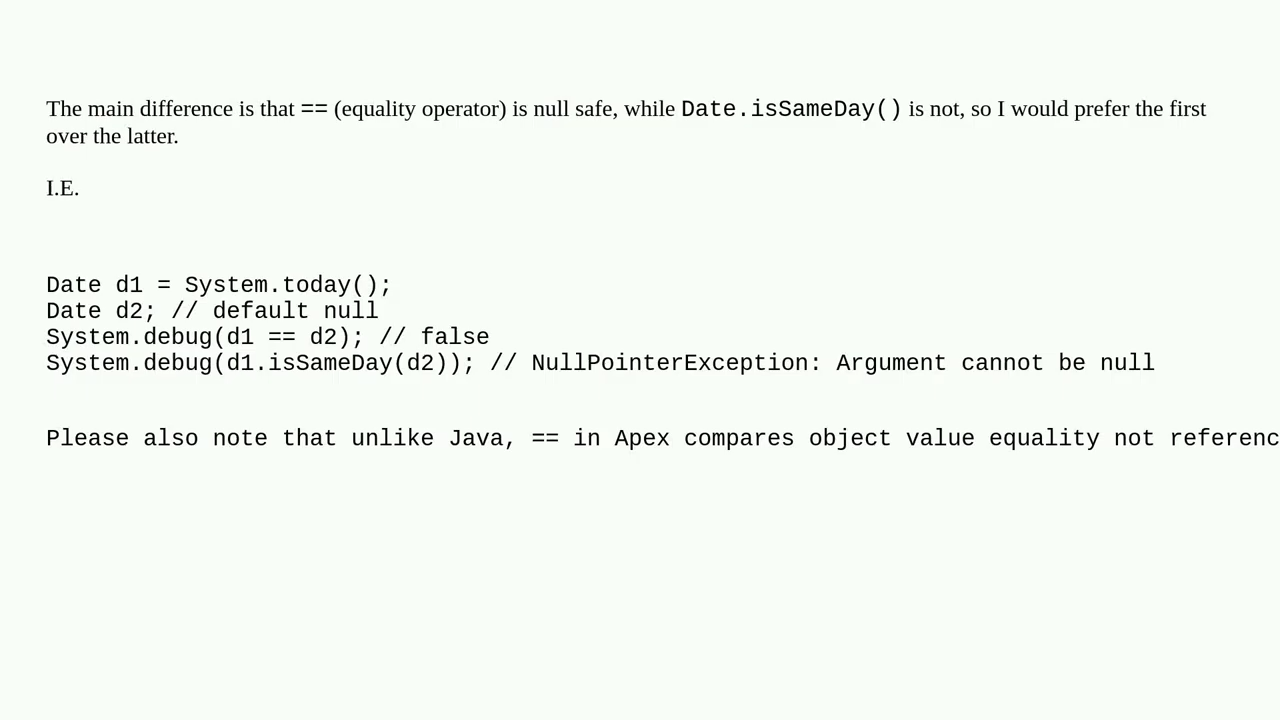 The main difference is that == (equality operator) is null safe, while Date.isSameDay() is not, so I would prefer the first
over the latter.
I.E.
Date d1 = System.today();
Date d2; // default null
System.debug(d1 == d2); // false
System.debug(d1.isSameDay(d2)); // NullPointerException: Argument cannot be null
Please also note that unlike Java, == in Apex compares object value equality not referenc